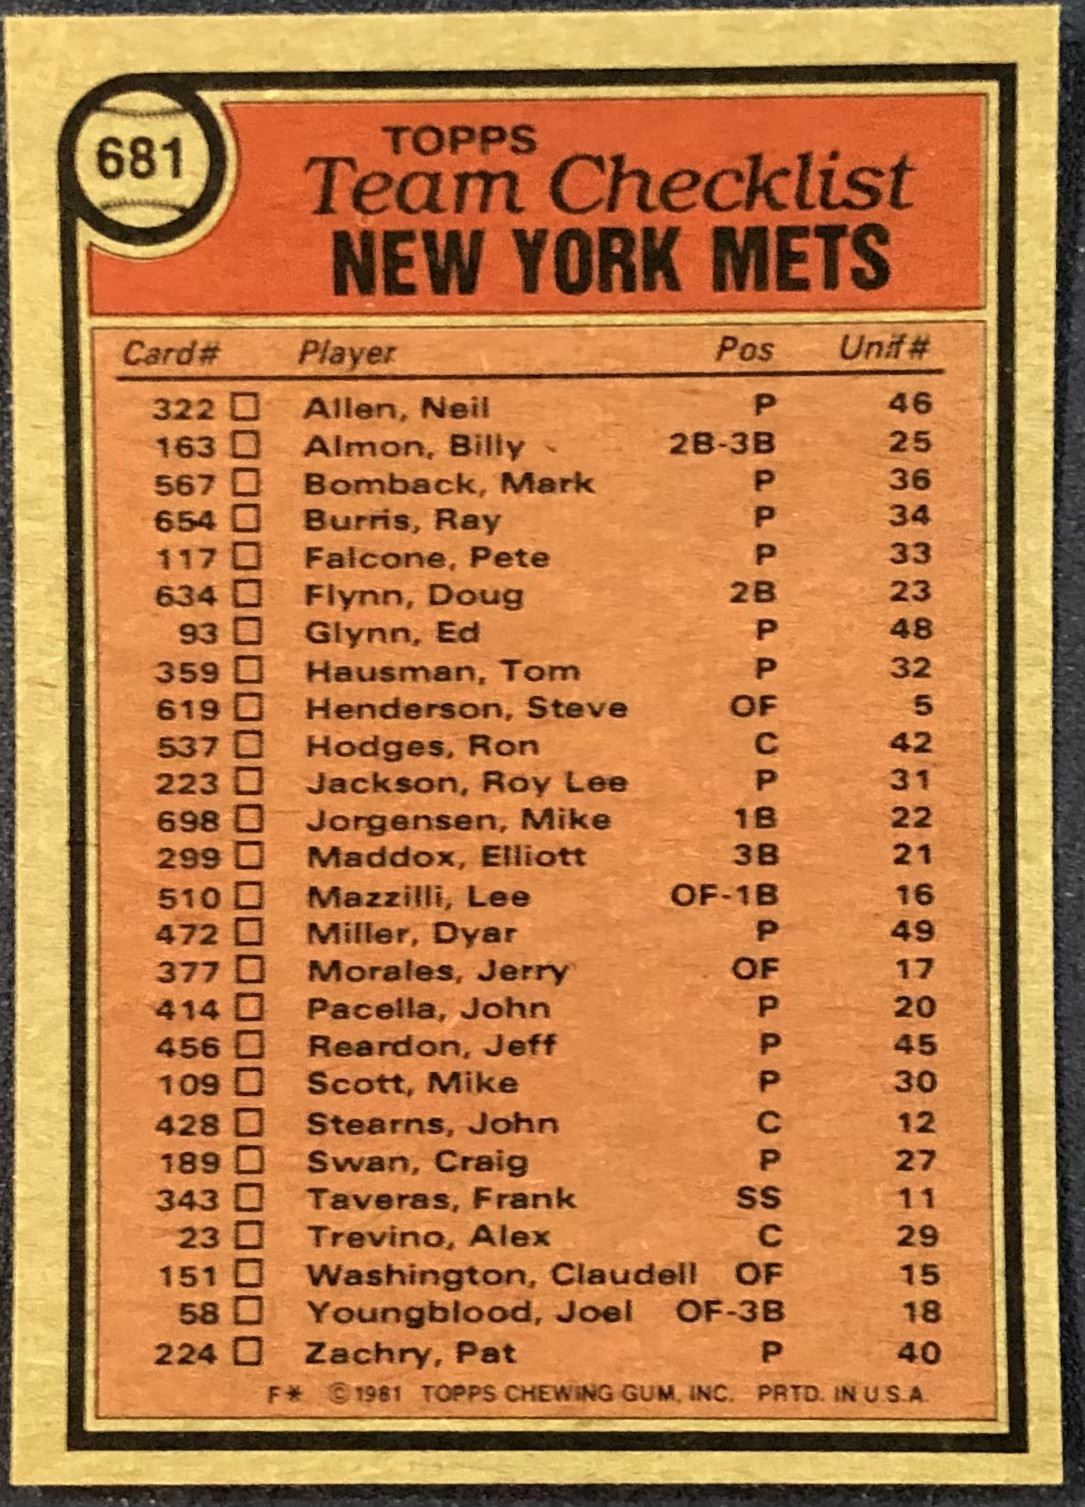 681
TOPPS
Team Checklist
NEW YORK METS
Card# Player Pos Unif#
322 Allen, Neil P 46
163 Almon, Billy 2B-3B 25
567 Bomback, Mark P 36
654 Burris, Ray P 34
117 Falcone, Pete P 33
634 Flynn, Doug 2B 23
93 Glynn, Ed P 48
359 Hausman, Tom P 32
619 Henderson, Steve OF 5
537 Hodges, Ron C 42
223 Jackson, Roy Lee P 31
698 Jorgensen, Mike 1B 22
299 Maddox, Elliott 3B 21
510 Mazzilli, Lee OF-1B 16
472 Miller, Dyar P 49
377 Morales, Jerry OF 17
414 Pacella, John P 20
456 Reardon, Jeff P 45
109 Scott, Mike P 30
428 Stearns, John C 12
189 Swan, Craig P 27
343 Taveras, Frank SS 11
23 Trevino, Alex C 29
151 Washington, Claudell OF 15
58 Youngblood, Joel OF-3B 18
224 Zachry, Pat P 40
F* © 1981 TOPPS CHEWING GUM, INC. PRTD. IN U.S.A.